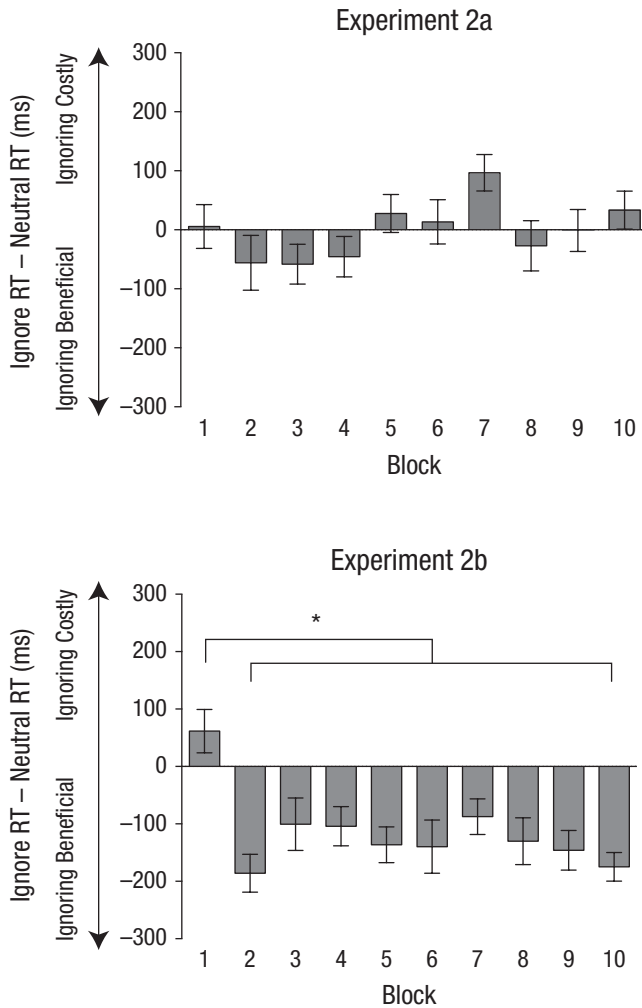 Experiment 2a
Ignore RT – Neutral RT (ms)
Ignoring Beneficial
Ignoring Costly
300
200
100
0
–100
–200
–300
1 2 3 4 5 6 7 8 9 10
Block
Experiment 2b
Ignore RT – Neutral RT (ms)
Ignoring Beneficial
Ignoring Costly
300
200
100
0
–100
–200
–300
*
1 2 3 4 5 6 7 8 9 10
Block